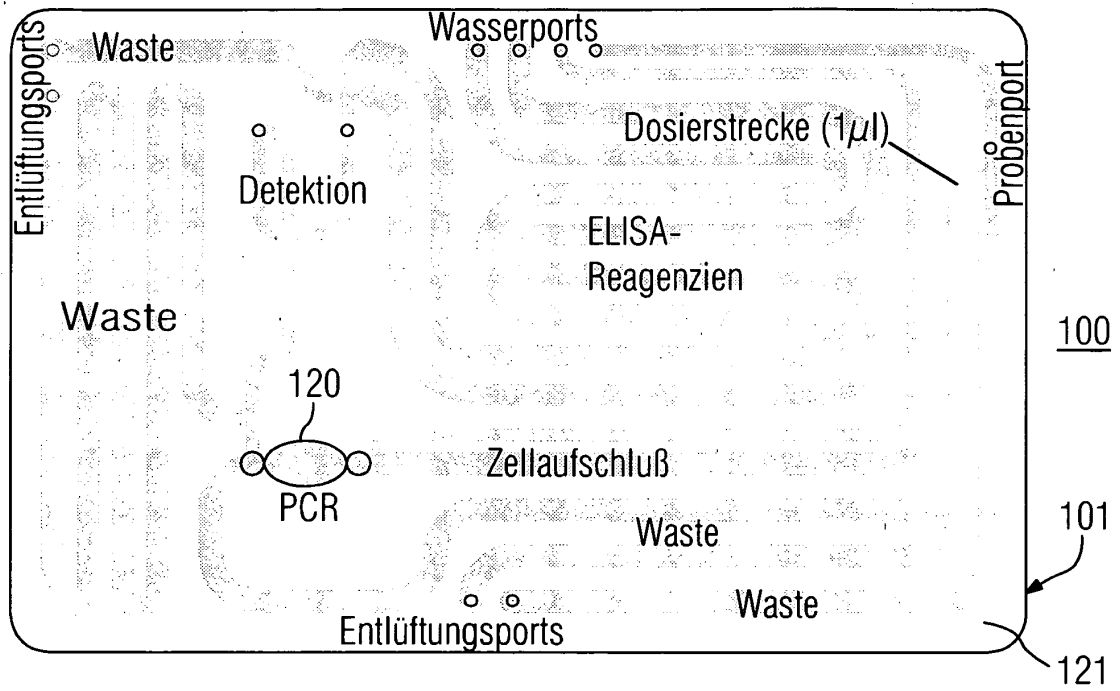 Entlüftungsports
Waste
Wasserports
Probenport
Dosierstrecke (1µl)
Detektion
ELISA-
Reagenzien
Waste
100
120
PCR
Zellaufschluß
Waste
101
Waste
Entlüftungsports
121